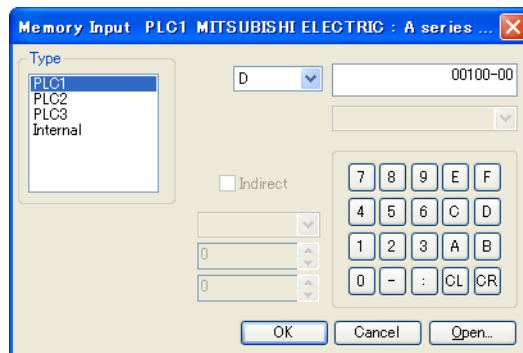 Memory Input PLC1 MITSUBISHI ELECTRIC : A series ...
Type
PLC1
PLC2
PLC3
Internal
D
00100-00
Indirect
0
0
7 8 9 E F
4 5 6 C D
1 2 3 A B
0 - : CL CR
OK Cancel Open...